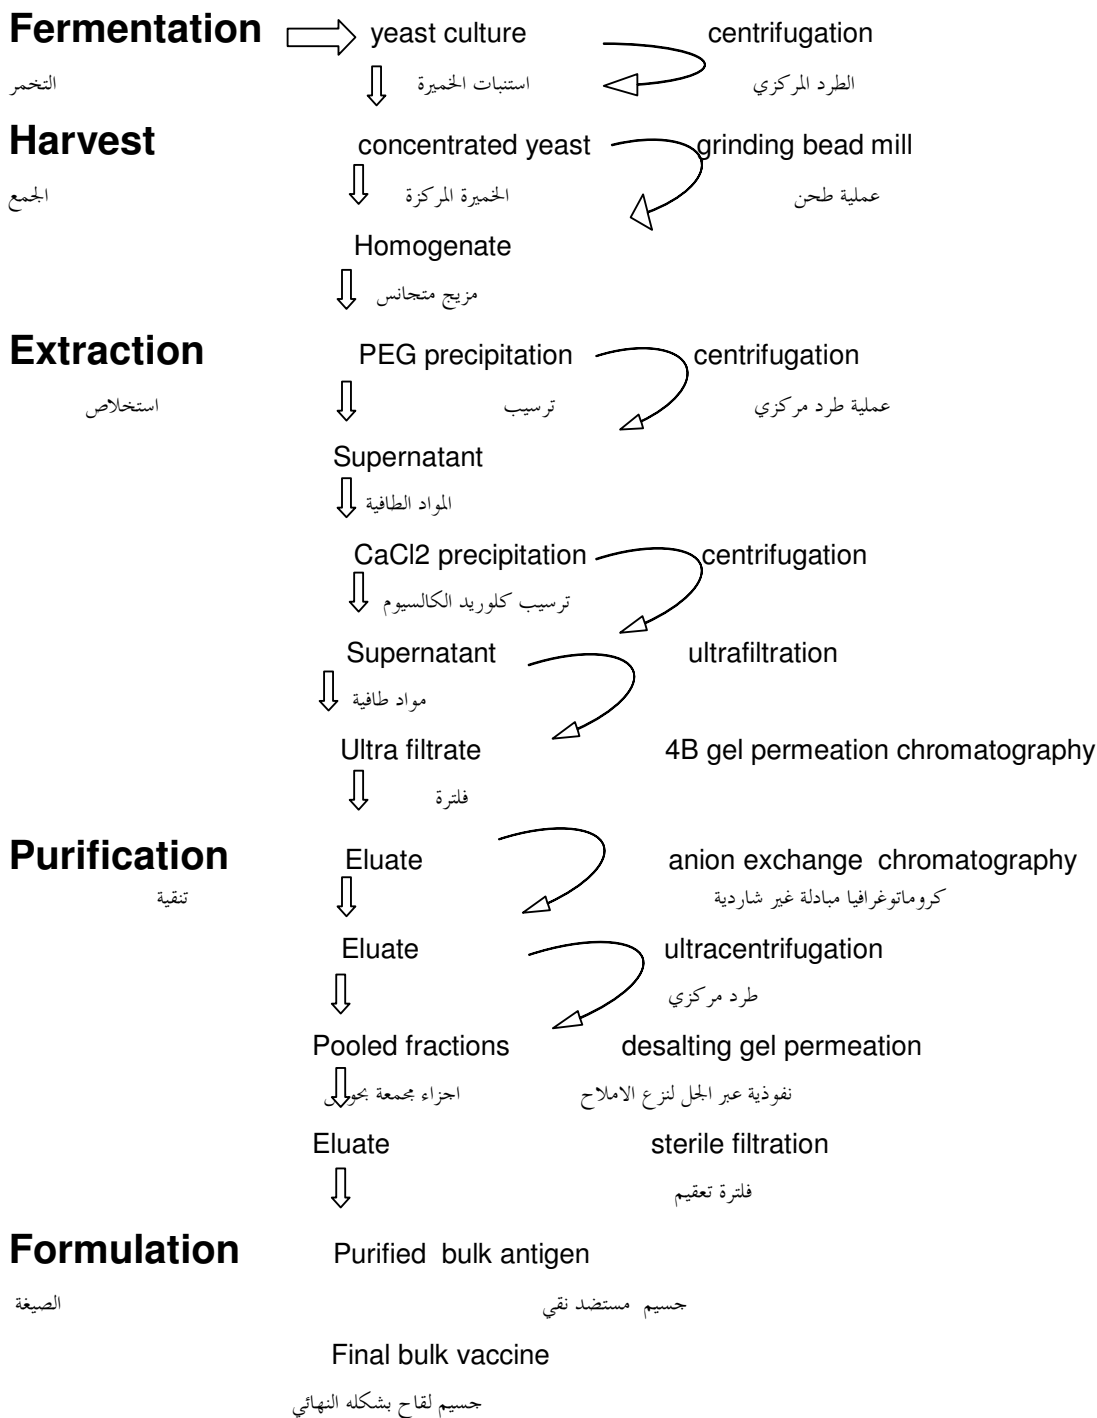 Fermentation yeast culture centrifugation
التخمر استنبات الخميرة الطرد المركزي
Harvest concentrated yeast grinding bead mill
الجمع الخميرة المركزة عملية طحن
Homogenate
مزيج متجانس
Extraction PEG precipitation centrifugation
استخلاص ترسيب عملية طرد مركزي
Supernatant
المواد الطافية
CaCl2 precipitation centrifugation
ترسيب كلوريد الكالسيوم
Supernatant ultrafiltration
مواد طافية
Ultra filtrate 4B gel permeation chromatography
فلترة
Purification Eluate anion exchange chromatography
تنقية كروماتوغرافيا مبادلة غير شاردية
Eluate ultracentrifugation
طرد مركزي
Pooled fractions desalting gel permeation
اجزاء مجمعة نفوذية عبر الجل لنزع الاملاح
Eluate sterile filtration
فلترة تعقيم
Formulation Purified bulk antigen
الصيغة جسيم مستضد نقي
Final bulk vaccine
جسيم لقاح بشكله النهائي